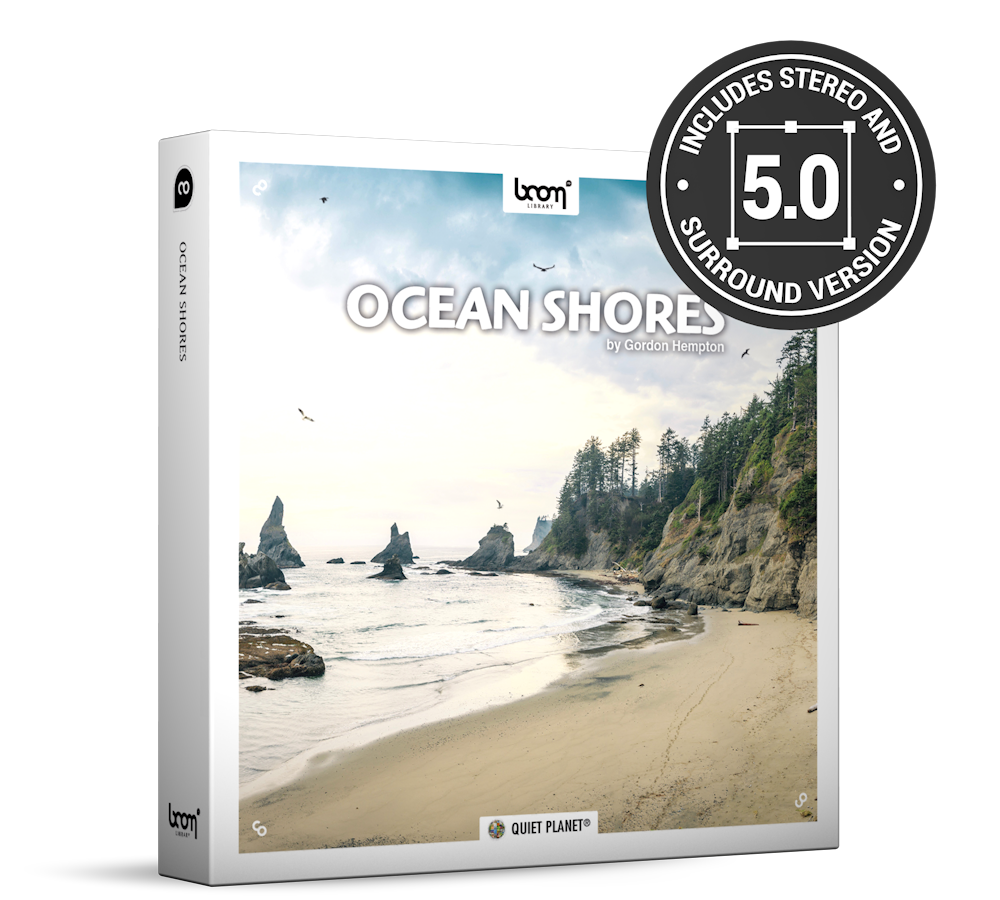 INCLUDES STEREO AND
5.0
SURROUND VERSION
boom
LIBRARY
OCEAN SHORES
by Gordon Hempton
QUIET PLANET®
OCEAN SHORES
boom
LIBRARY